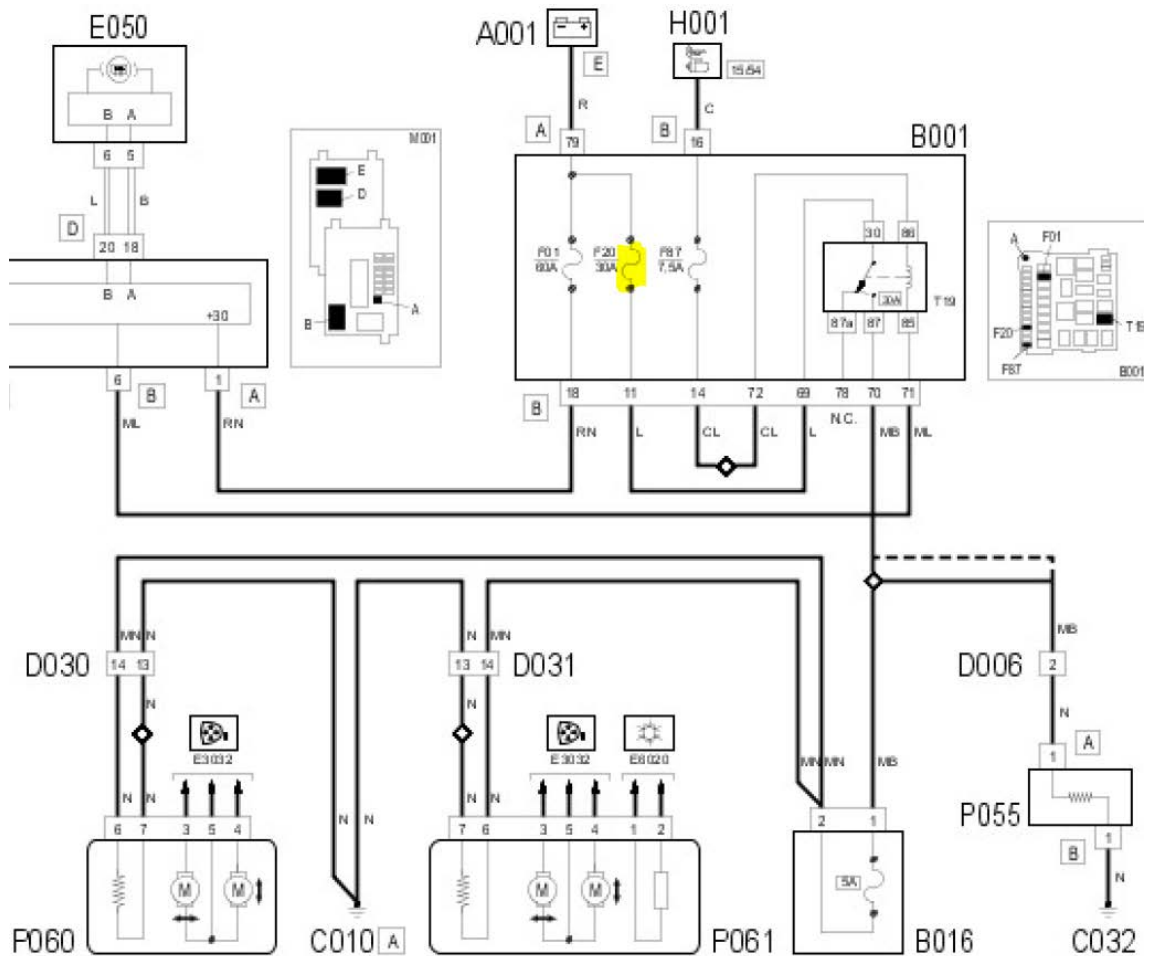 E050
A001
H001
- +
E
15/54
R
C
B A
A
79
B
16
B001
6 5
L
B
M001
E
D
B
A
D
20 18
B A
+30
F01
60A
F20
30A
F87
7,5A
30
86
30A
T19
87a
87
85
A
F01
F20
F87
T19
B001
6
B
1
A
B
18
11
14
72
69
78
70
71
N.C.
ML
RN
RN
L
CL
CL
L
MB
ML
MN
N
N
MN
MB
D030
14 13
13 14
D031
D006
2
N
N
N
N
E3032
E3032
E6020
MN
MN
MB
1
A
N
N
N
N
6
7
3
5
4
7
6
3
5
4
1
2
2
1
P055
M
M
M
M
5A
B
1
N
P060
C010
A
P061
B016
C032